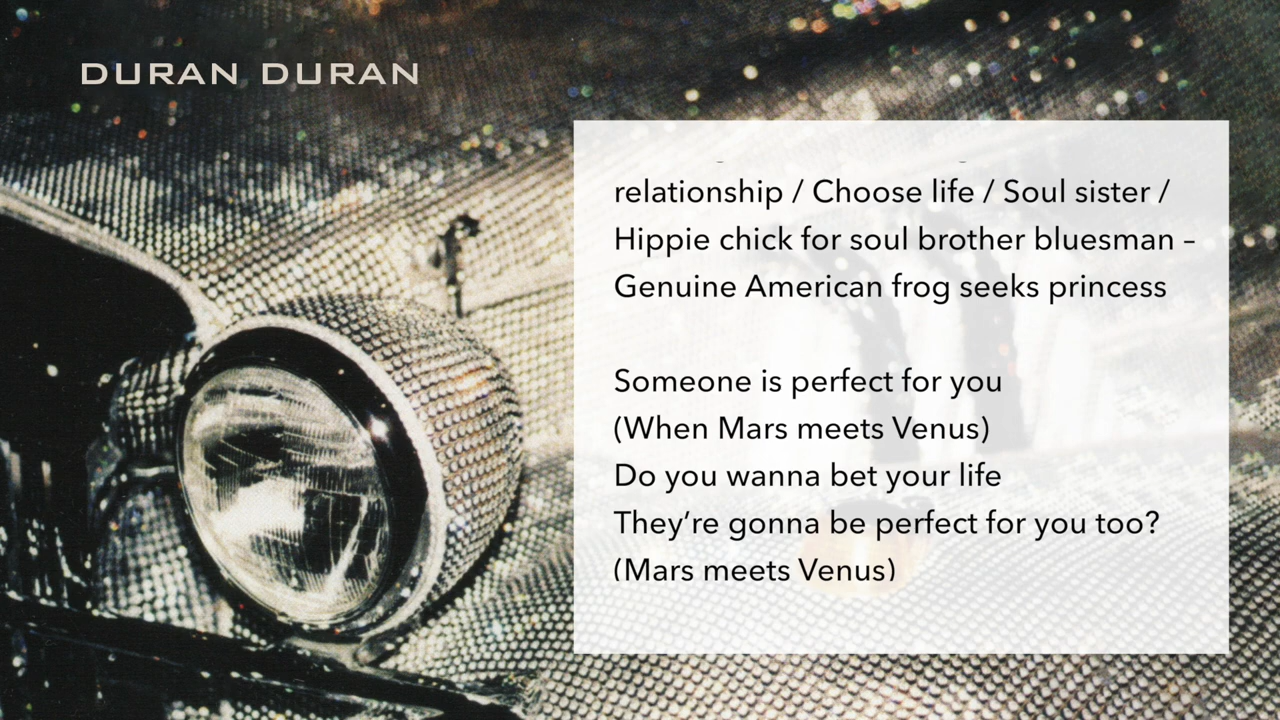 DURAN DURAN
relationship / Choose life / Soul sister /
Hippie chick for soul brother bluesman –
Genuine American frog seeks princess
Someone is perfect for you
(When Mars meets Venus)
Do you wanna bet your life
They’re gonna be perfect for you too?
(Mars meets Venus)